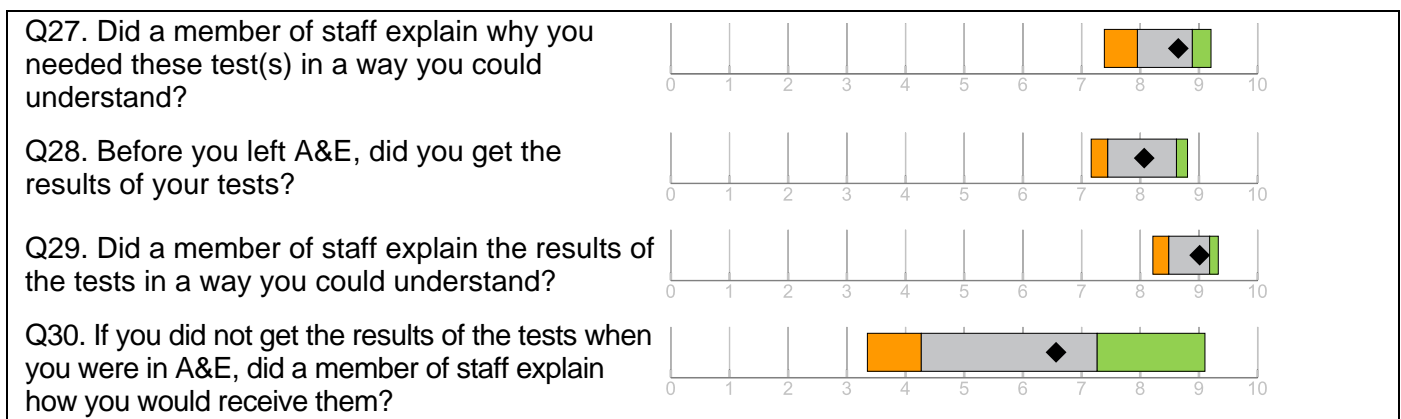 Q27. Did a member of staff explain why you
needed these test(s) in a way you could
understand?
0 1 2 3 4 5 6 7 8 9 10
Q28. Before you left A&E, did you get the
results of your tests?
0 1 2 3 4 5 6 7 8 9 10
Q29. Did a member of staff explain the results of
the tests in a way you could understand?
0 1 2 3 4 5 6 7 8 9 10
Q30. If you did not get the results of the tests when
you were in A&E, did a member of staff explain
how you would receive them?
0 1 2 3 4 5 6 7 8 9 10